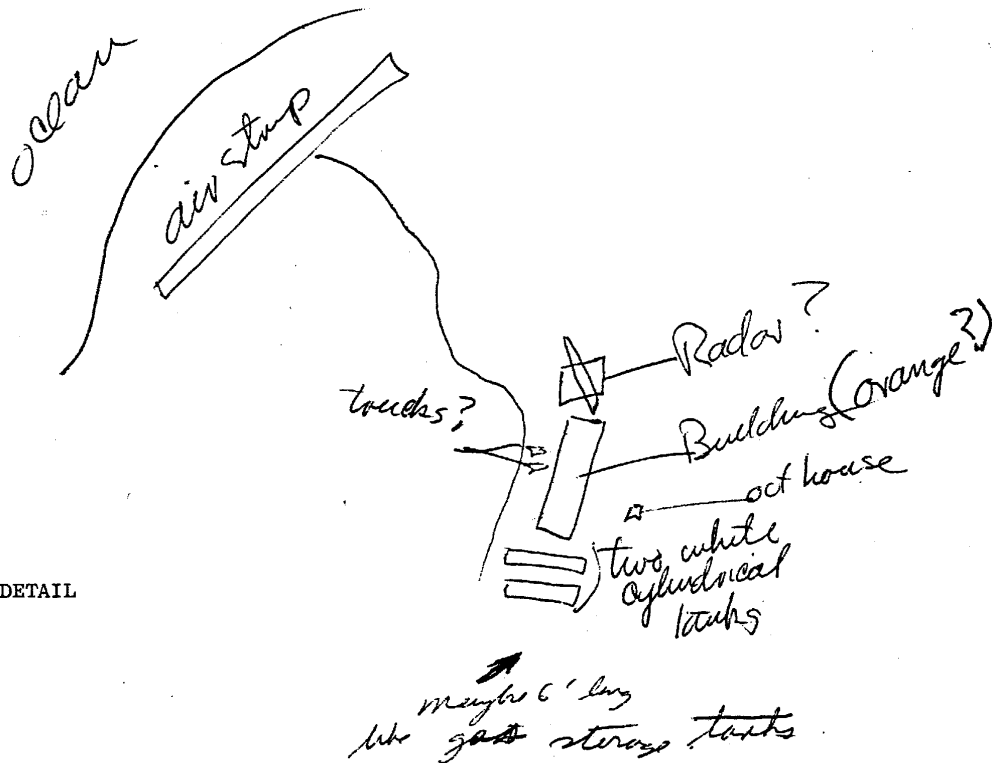 ocean
air strip
Radar?
trucks?
Building (orange?)
out house
two white
cylindrical
tanks
DETAIL
maybe 6' long
like gas storage tanks